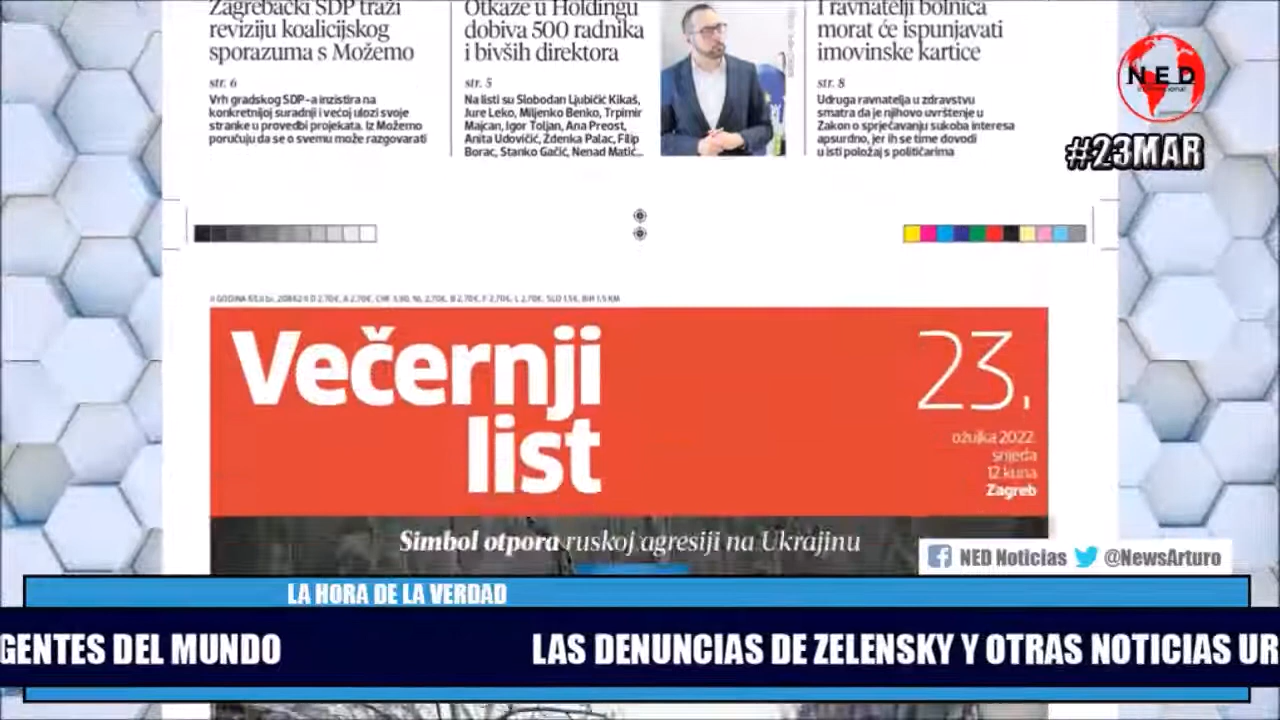 Zagrebački SDP traži
reviziju koalicijskog
sporazuma s Možemo
str. 6
Vrh gradskog SDP-a inzistira na
konkretnijoj suradnji i većoj ulozi svoje
stranke u provedbi projekata. Iz Možemo
poručuju da se o svemu može razgovarati
Otkaze u Holdingu
dobiva 500 radnika
i bivših direktora
str. 5
Na listi su Slobodan Ljubičić Kikaš,
Jure Leko, Miljenko Benko, Trpimir
Majcan, Igor Toljan, Ana Preost,
Anita Udovičić, Zdenka Palac, Filip
Borac, Stanko Gačić, Nenad Matić...
I ravnatelji bolnica
morat će ispunjavati
imovinske kartice
str. 8
Udruga ravnatelja u zdravstvu
smatra da je njihovo uvrštenje u
Zakon o sprječavanju sukoba interesa
apsurdno, jer ih se time dovodi
u isti položaj s političarima
NED
#23MAR
Večernji
list
23.
ožujka 2022.
srijeda
12 kuna
Zagreb
Simbol otpora ruskoj agresiji na Ukrajinu
NED Noticias @NewsArturo
LA HORA DE LA VERDAD
GENTES DEL MUNDO LAS DENUNCIAS DE ZELENSKY Y OTRAS NOTICIAS UR